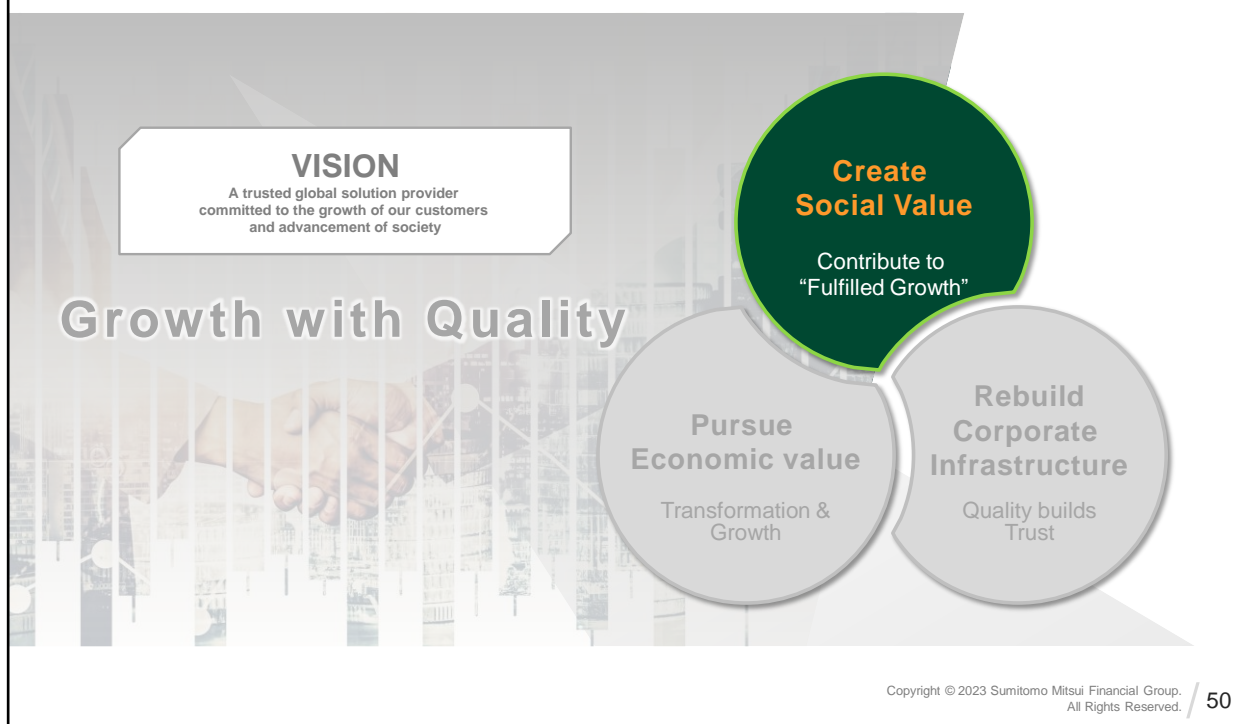 VISION
A trusted global solution provider
committed to the growth of our customers
and advancement of society
Growth with Quality
Create
Social Value
Contribute to
“Fulfilled Growth”
Pursue
Economic value
Transformation &
Growth
Rebuild
Corporate
Infrastructure
Quality builds
Trust
Copyright © 2023 Sumitomo Mitsui Financial Group.
All Rights Reserved.
50